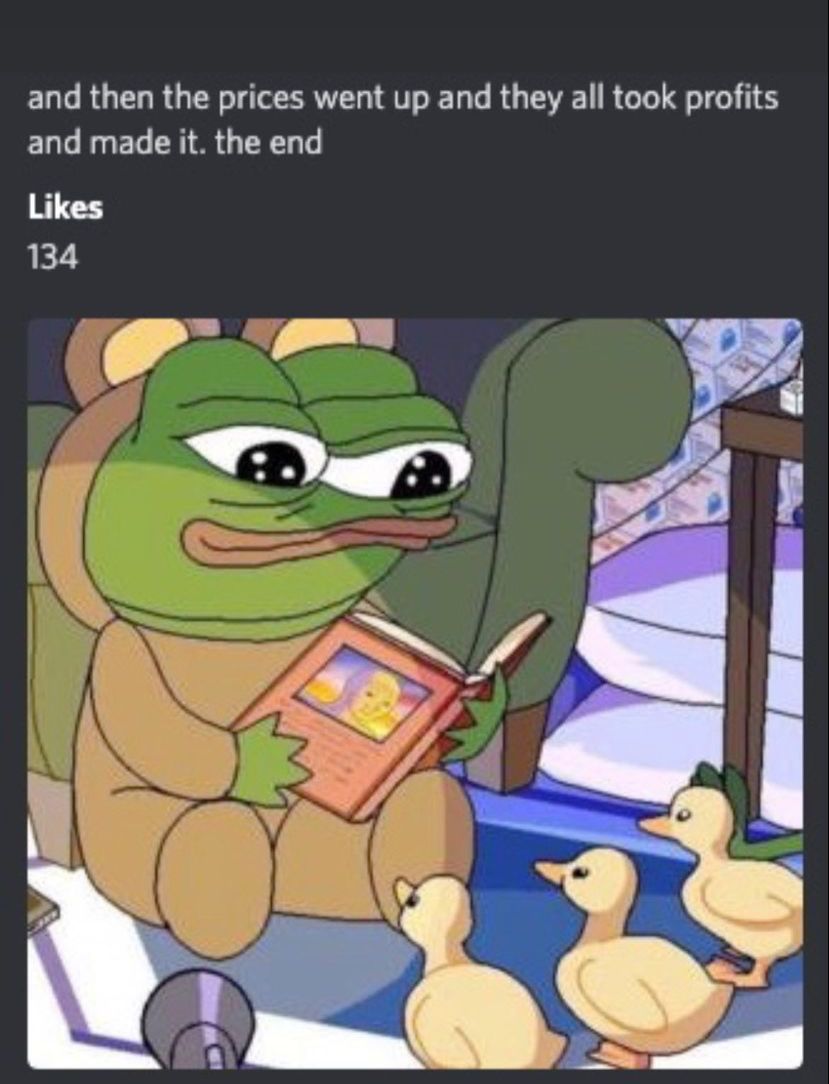 and then the prices went up and they all took profits
and made it. the end
Likes
134